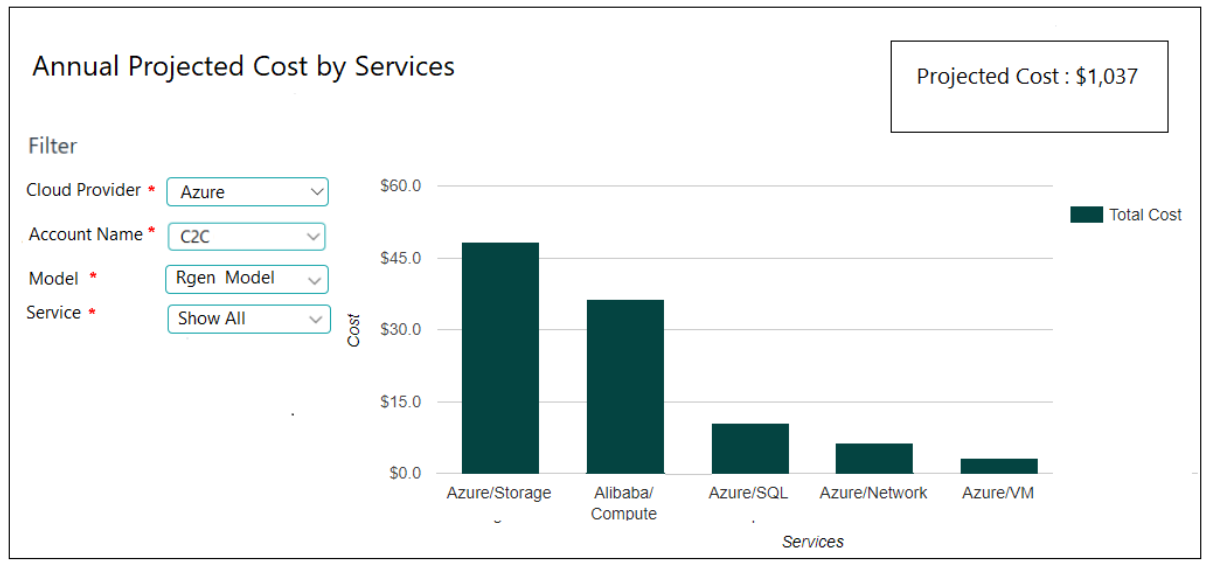 Annual Projected Cost by Services
Projected Cost : $1,037
Filter
Cloud Provider * Azure
Account Name * C2C
Model * Rgen Model
Service * Show All
$60.0
$45.0
$30.0
$15.0
$0.0
Cost
Total Cost
Azure/Storage
Alibaba/
Compute
Azure/SQL
Azure/Network
Azure/VM
Services